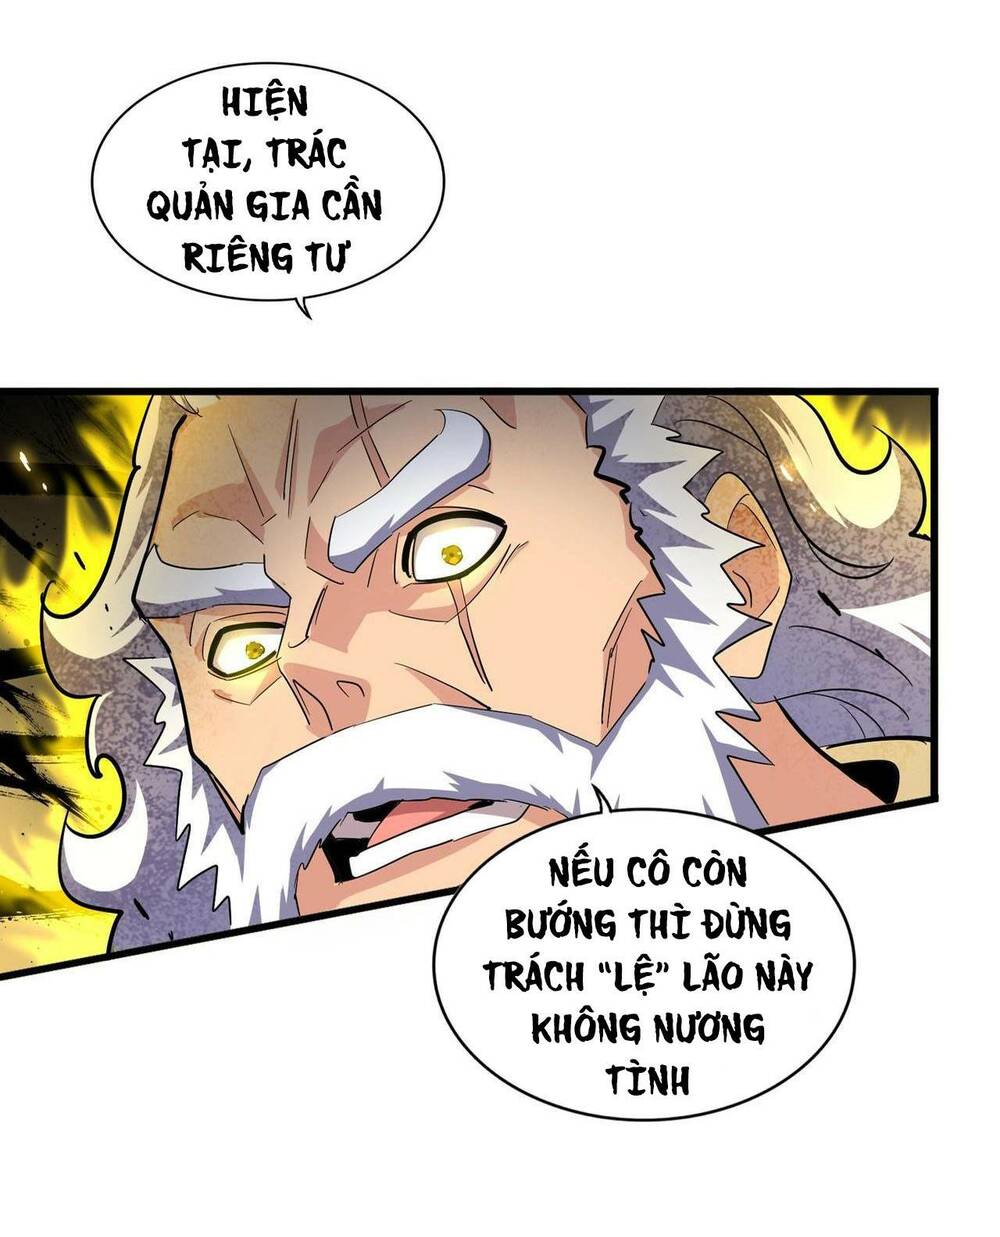 HIỆN
TẠI, TRÁC
QUẢN GIA CẦN
RIÊNG TƯ
NẾU CÔ CÒN
BƯỚNG THÌ ĐỪNG
TRÁCH “LỆ” LÃO NÀY
KHÔNG NƯƠNG
TÌNH